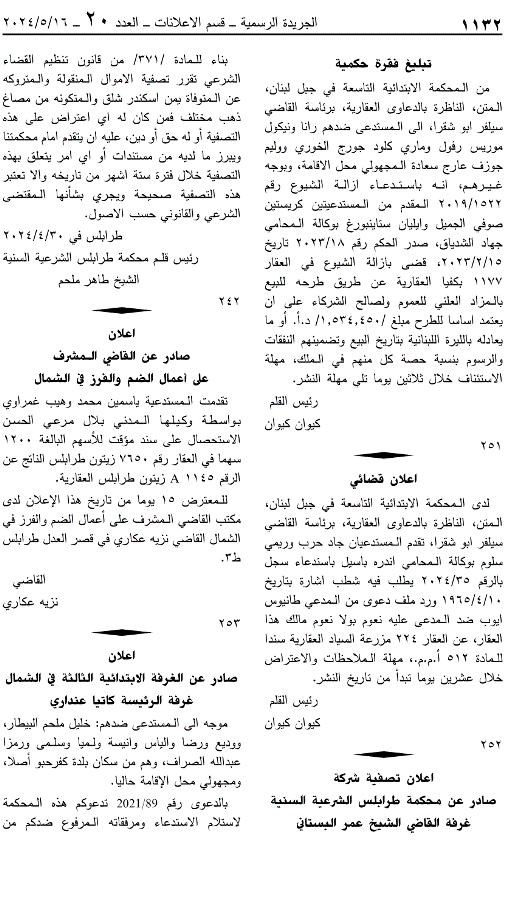 ١١٣٢
الجريدة الرسمية ـ قسم الاعلانات ـ العدد ٢٠ ـ ٢٠٢٤/٥/١٦
تبليغ فقرة حكمية
من المحكمة الابتدائية التاسعة في جبل لبنان،
المتن، الناظرة بالدعاوى العقارية، برئاسة القاضي
سيلفر ابو شقرا، الى المستدعى ضدهم رانا ونيكول
موريس رفول وماري كلود جورج الخوري ووليم
جوزف عازج سعادة المجهولي محل الاقامة، وبوجه
غيرهم، انه باستدعاء ازالة الشيوع رقم
٢٠١٩/١٥٢٢ المقدم من المستدعيتين كريستين
صوفي الجميل وايليان ستاينبورغ بوكالة المحامي
جهاد الشدياق، صدر الحكم رقم ٢٠٢٣/١٨ تاريخ
٢٠٢٣/٢/١٥، قضى بازالة الشيوع في العقار
١١٧٧ بكفيا العقارية عن طريق طرحه للبيع
بالمزاد العلني للعموم ولصالح الشركاء على ان
يعتمد اساسا للطرح مبلغ /١,٥٣٤,٤٥٠/ د.أ. أو ما
يعادله بالليرة اللبنانية بتاريخ البيع وتضمينهم النفقات
والرسوم بنسبة حصة كل منهم في الملك، مهلة
الاستئناف خلال ثلاثين يوما تلي مهلة النشر.
رئيس القلم
كيوان كيوان
٢٥١
اعلان قضائي
لدى المحكمة الابتدائية التاسعة في جبل لبنان،
المتن، الناظرة بالدعاوى العقارية، برئاسة القاضي
سيلفر ابو شقرا، تقدم المستدعيان جاد حرب وريمي
سلوم بوكالة المحامي اندره باسيل باستدعاء سجل
بالرقم ٢٠٢٤/٣٥ يطلب فيه شطب اشارة بتاريخ
١٩٦٥/٤/١٠ ورد ملف دعوى من المدعي طانيوس
ايوب ضد المدعى عليه نعوم بولا نعوم مالك هذا
العقار، عن العقار ٢٢٤ مزرعة السياد العقارية سندا
للمادة ٥١٢ أ.م.م.، مهلة الملاحظات والاعتراض
خلال عشرين يوما تبدأ من تاريخ النشر.
رئيس القلم
كيوان كيوان
٢٥٢
اعلان تصفية شركة
صادر عن محكمة طرابلس الشرعية السنية
غرفة القاضي الشيخ عمر البستاني
بناء للمادة /٣٧١/ من قانون تنظيم القضاء
الشرعي تقرر تصفية الاموال المنقولة والمتروكه
عن المتوفاة يمن اسكندر شلق والمتكونه من مصاغ
ذهب مختلف فمن كان له اي اعتراض على هذه
التصفية أو له حق أو دين، عليه ان يتقدم امام محكمتنا
ويبرز ما لديه من مستندات أو اي امر يتعلق بهذه
التصفية خلال فترة ستة اشهر من تاريخه والا تعتبر
هذه التصفية صحيحة ويجري بشأنها المقتضى
الشرعي والقانوني حسب الاصول.
طرابلس في ٢٠٢٤/٤/٣٠
رئيس قلم محكمة طرابلس الشرعية السنية
الشيخ طاهر ملحم
٢٤٢
اعلان
صادر عن القاضي المشرف
على أعمال الضم والفرز في الشمال
تقدمت المستدعية ياسمين محمد وهيب غمراوي
بواسطة وكيلها المدني بلال مرعي الحسن
الاستحصال على سند مؤقت للأسهم البالغة ١٢٠٠
سهما في العقار رقم ٧٦٥٠ زيتون طرابلس الناتج عن
الرقم A ١١٤٥ زيتون طرابلس العقارية.
للمعترض ١٥ يوما من تاريخ هذا الإعلان لدى
مكتب القاضي المشرف على أعمال الضم والفرز في
الشمال القاضي نزيه عكاري في قصر العدل طرابلس
ط٣.
القاضي
نزيه عكاري
٢٥٣
اعلان
صادر عن الغرفة الابتدائية الثالثة في الشمال
غرفة الرئيسة كاتيا عنداري
موجه الى المستدعى ضدهم: خليل ملحم البيطار،
ووديع ورضا والياس وانيسة ولميا وسلمى ورمزا
عبدالله الصراف، وهم من سكان بلدة كفرحبو أصلا،
ومجهولي محل الإقامة حاليا.
بالدعوى رقم 2021/89 تدعوكم هذه المحكمة
لاستلام الاستدعاء ومرفقاته المرفوع ضدكم من